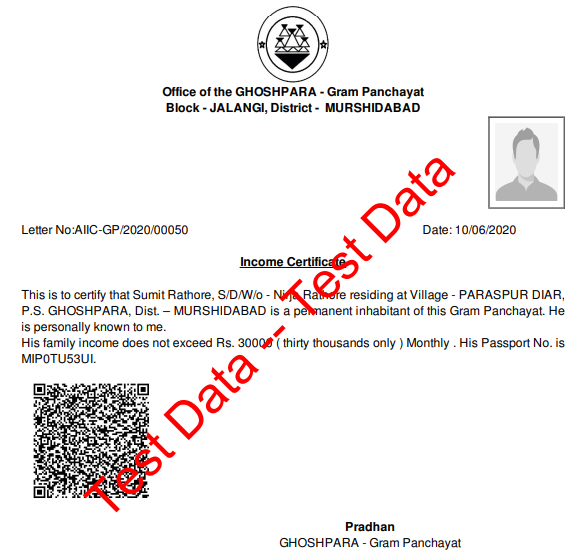 Office of the GHOSHPARA - Gram Panchayat
Block - JALANGI, District - MURSHIDABAD
Letter No:AIIC-GP/2020/00050
Date: 10/06/2020
Income Certificate
This is to certify that Sumit Rathore, S/D/W/o - Nirju Rathore residing at Village - PARASPUR DIAR,
P.S. GHOSHPARA, Dist. – MURSHIDABAD is a permanent inhabitant of this Gram Panchayat. He
is personally known to me.
His family income does not exceed Rs. 30000 ( thirty thousands only ) Monthly . His Passport No. is
MIP0TU53UI.
Test Data -- Test Data
Pradhan
GHOSHPARA - Gram Panchayat